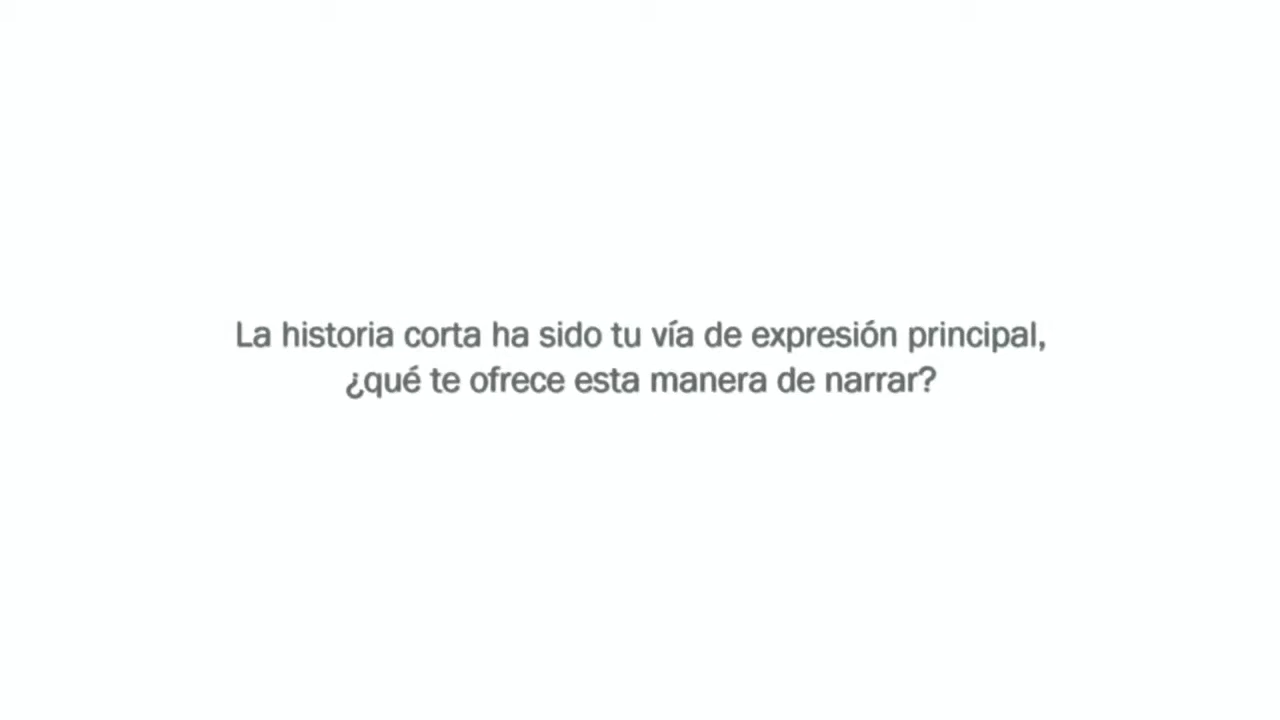 La historia corta ha sido tu vía de expresión principal,
¿qué te ofrece esta manera de narrar?